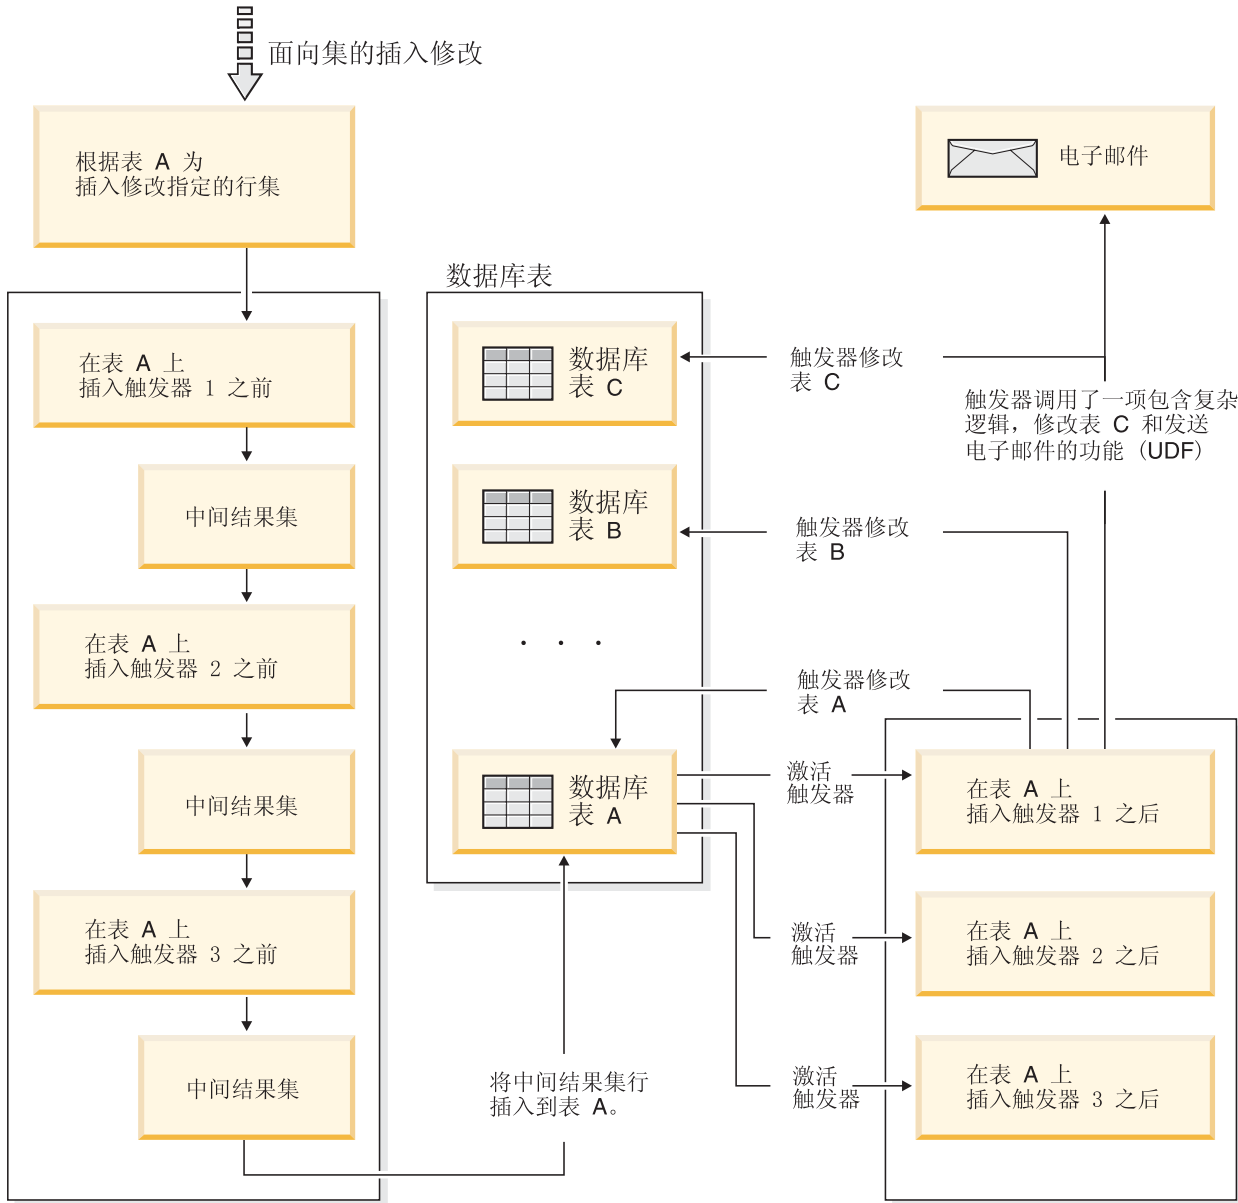 面向集的插入修改
根据表 A 为
插入修改指定的行集
电子邮件
数据库表
在表 A 上
插入触发器 1 之前
中间结果集
在表 A 上
插入触发器 2 之前
中间结果集
在表 A 上
插入触发器 3 之前
中间结果集
数据库
表 C
数据库
表 B
. . .
数据库
表 A
将中间结果集行
插入到表 A。
触发器修改
表 C
触发器调用了一项包含复杂
逻辑，修改表 C 和发送
电子邮件的功能（UDF）
触发器修改
表 B
触发器修改
表 A
激活
触发器
激活
触发器
激活
触发器
在表 A 上
插入触发器 1 之后
在表 A 上
插入触发器 2 之后
在表 A 上
插入触发器 3 之后